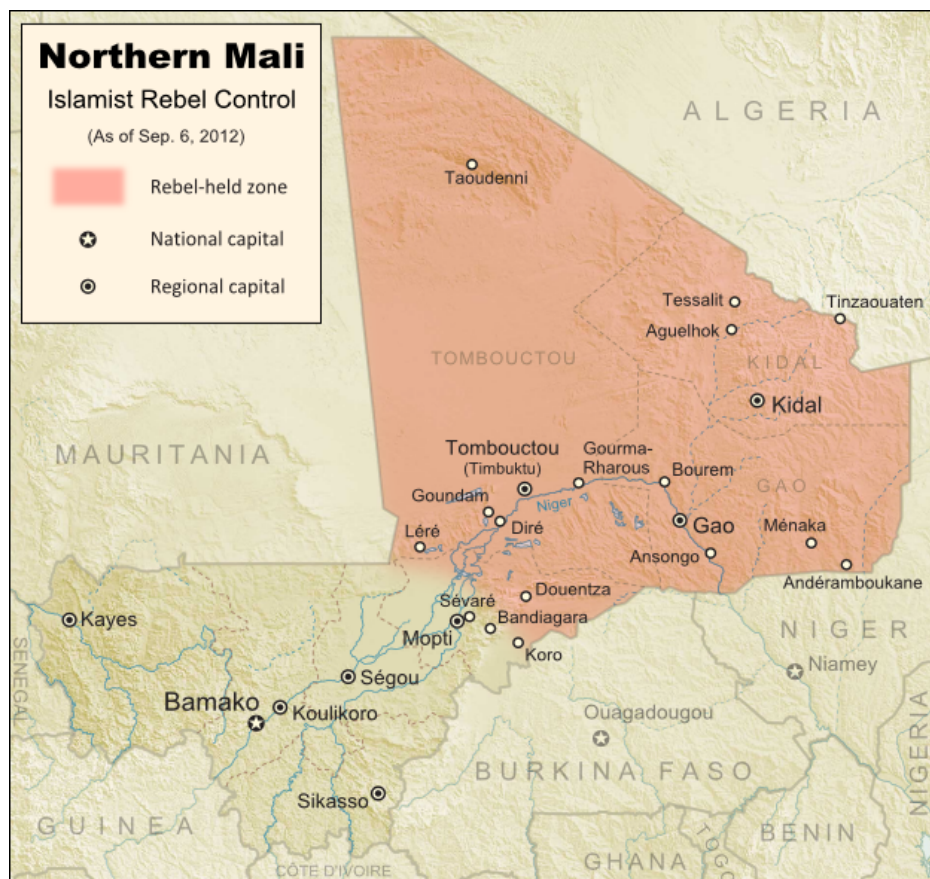 Northern Mali
Islamist Rebel Control
(As of Sep. 6, 2012)
Rebel-held zone
National capital
Regional capital
ALGERIA
Taoudenni
Tessalit
Tinzaouaten
Aguelhok
TOMBOUCTOU
KIDAL
Kidal
MAURITANIA
Tombouctou
(Timbuktu)
Gourma-
Rharous
Bourem
GAO
Goundam
Niger
Diré
Gao
Ménaka
Léré
Ansongo
Andéramboukane
Douentza
Sévaré
Bandiagara
Kayes
Mopti
Koro
NIGER
Niamey
SENEGAL
Ségou
Bamako
Koulikoro
Ouagadougou
BURKINA FASO
NIGERIA
Sikasso
GUINEA
BENIN
TOGO
GHANA
CÔTE D'IVOIRE